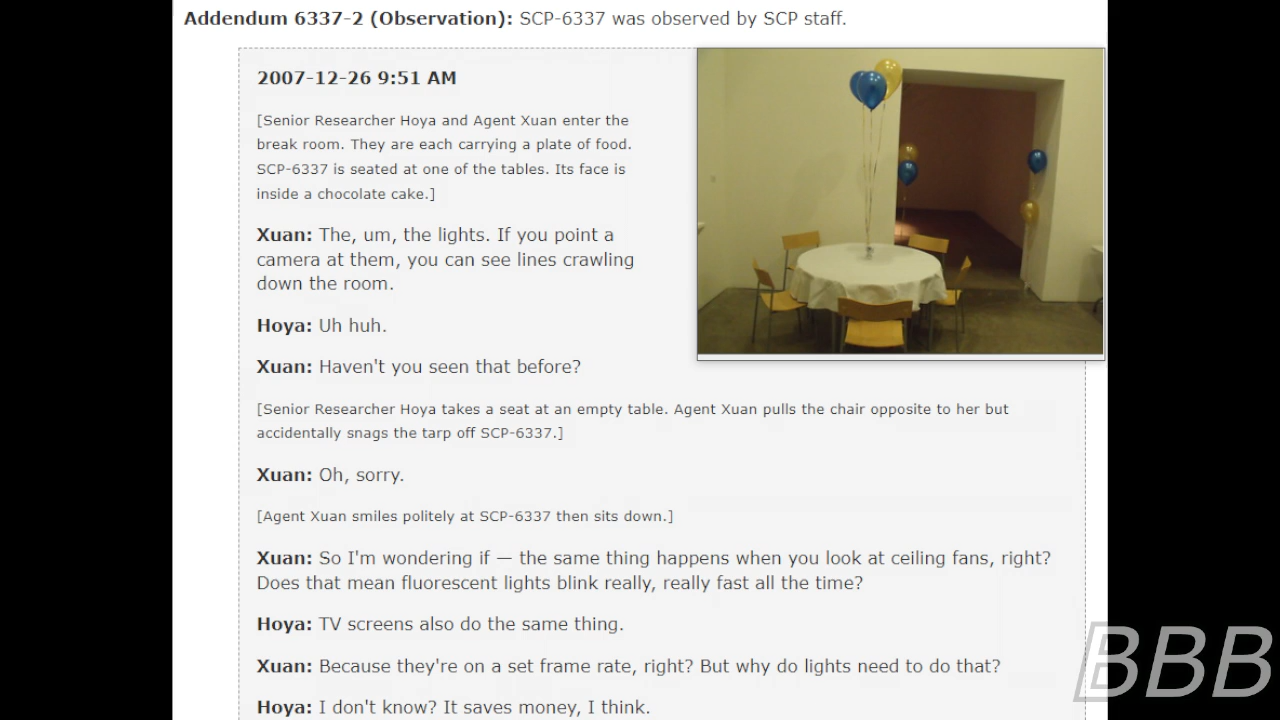 Addendum 6337-2 (Observation): SCP-6337 was observed by SCP staff.
2007-12-26 9:51 AM
[Senior Researcher Hoya and Agent Xuan enter the
break room. They are each carrying a plate of food.
SCP-6337 is seated at one of the tables. Its face is
inside a chocolate cake.]
Xuan: The, um, the lights. If you point a
camera at them, you can see lines crawling
down the room.
Hoya: Uh huh.
Xuan: Haven't you seen that before?
[Senior Researcher Hoya takes a seat at an empty table. Agent Xuan pulls the chair opposite to her but
accidentally snags the tarp off SCP-6337.]
Xuan: Oh, sorry.
[Agent Xuan smiles politely at SCP-6337 then sits down.]
Xuan: So I'm wondering if — the same thing happens when you look at ceiling fans, right?
Does that mean fluorescent lights blink really, really fast all the time?
Hoya: TV screens also do the same thing.
Xuan: Because they're on a set frame rate, right? But why do lights need to do that?
Hoya: I don't know? It saves money, I think.
BBB